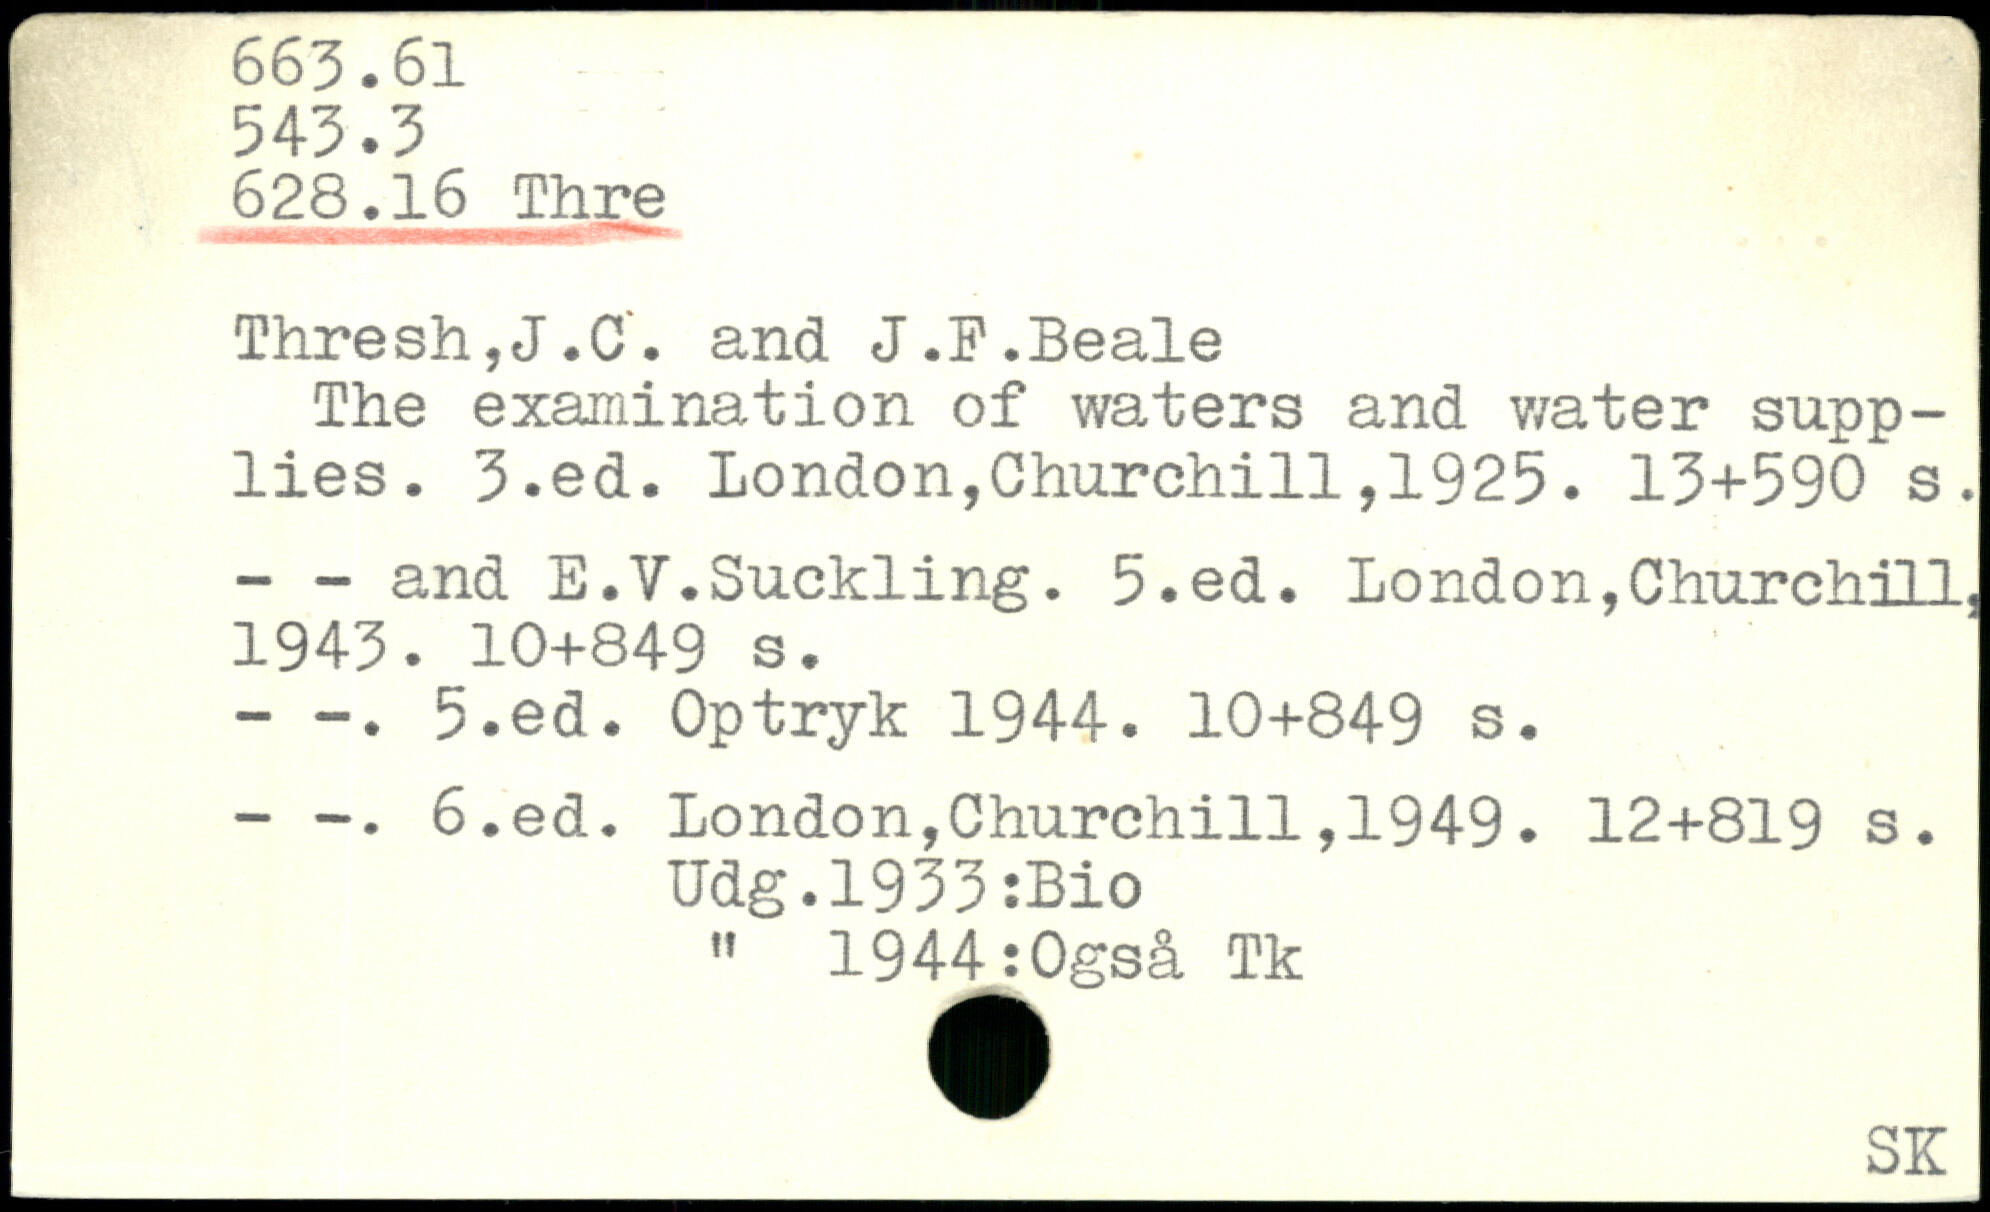 663.61
543.3
628.16 Thre
Thresh,J.C. and J.F.Beale
The examination of waters and water supp-
lies. 3.ed. London,Churchill,1925. 13+590 s.
- - and E.V.Suckling. 5.ed. London,Churchill,
1943. 10+849 s.
- -. 5.ed. Optryk 1944. 10+849 s.
- -. 6.ed. London,Churchill,1949. 12+819 s.
Udg.1933:Bio
" 1944:Også Tk
SK